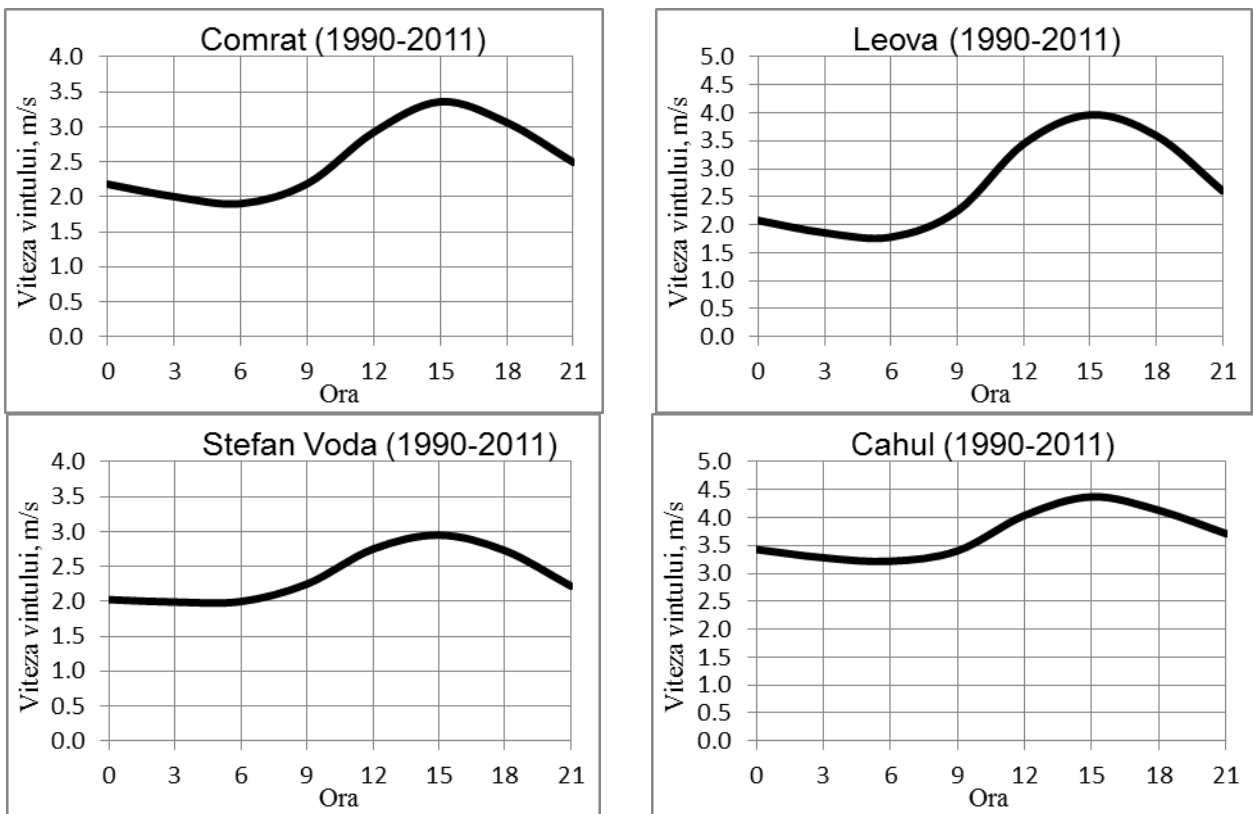 Comrat (1990-2011)
Viteza vintului, m/s
4.0
3.5
3.0
2.5
2.0
1.5
1.0
0.5
0.0
0 3 6 9 12 15 18 21
Ora
Leova (1990-2011)
Viteza vintului, m/s
5.0
4.5
4.0
3.5
3.0
2.5
2.0
1.5
1.0
0.5
0.0
0 3 6 9 12 15 18 21
Ora
Stefan Voda (1990-2011)
Viteza vintului, m/s
4.0
3.5
3.0
2.5
2.0
1.5
1.0
0.5
0.0
0 3 6 9 12 15 18 21
Ora
Cahul (1990-2011)
Viteza vintului, m/s
5.0
4.5
4.0
3.5
3.0
2.5
2.0
1.5
1.0
0.5
0.0
0 3 6 9 12 15 18 21
Ora